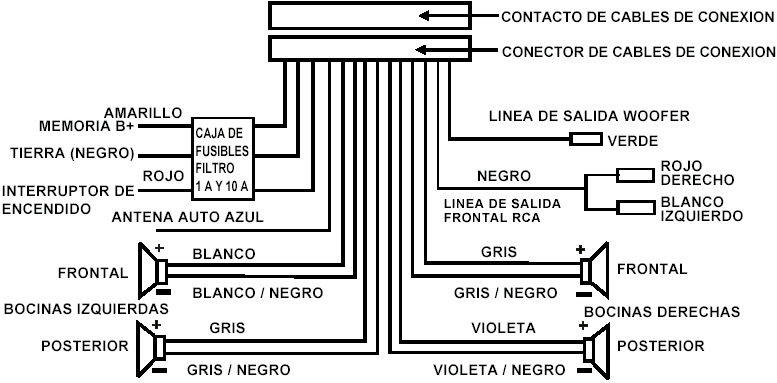 CONTACTO DE CABLES DE CONEXION
CONECTOR DE CABLES DE CONEXION
AMARILLO
MEMORIA B+
TIERRA (NEGRO)
ROJO
INTERRUPTOR DE
ENCENDIDO
CAJA DE
FUSIBLES
FILTRO
1 A Y 10 A
ANTENA AUTO AZUL
LINEA DE SALIDA WOOFER
VERDE
NEGRO
LINEA DE SALIDA
FRONTAL RCA
ROJO
DERECHO
BLANCO
IZQUIERDO
+
BLANCO
FRONTAL
BLANCO / NEGRO
BOCINAS IZQUIERDAS
+
GRIS
POSTERIOR
GRIS / NEGRO
GRIS
+
FRONTAL
GRIS / NEGRO
BOCINAS DERECHAS
VIOLETA
+
POSTERIOR
VIOLETA / NEGRO